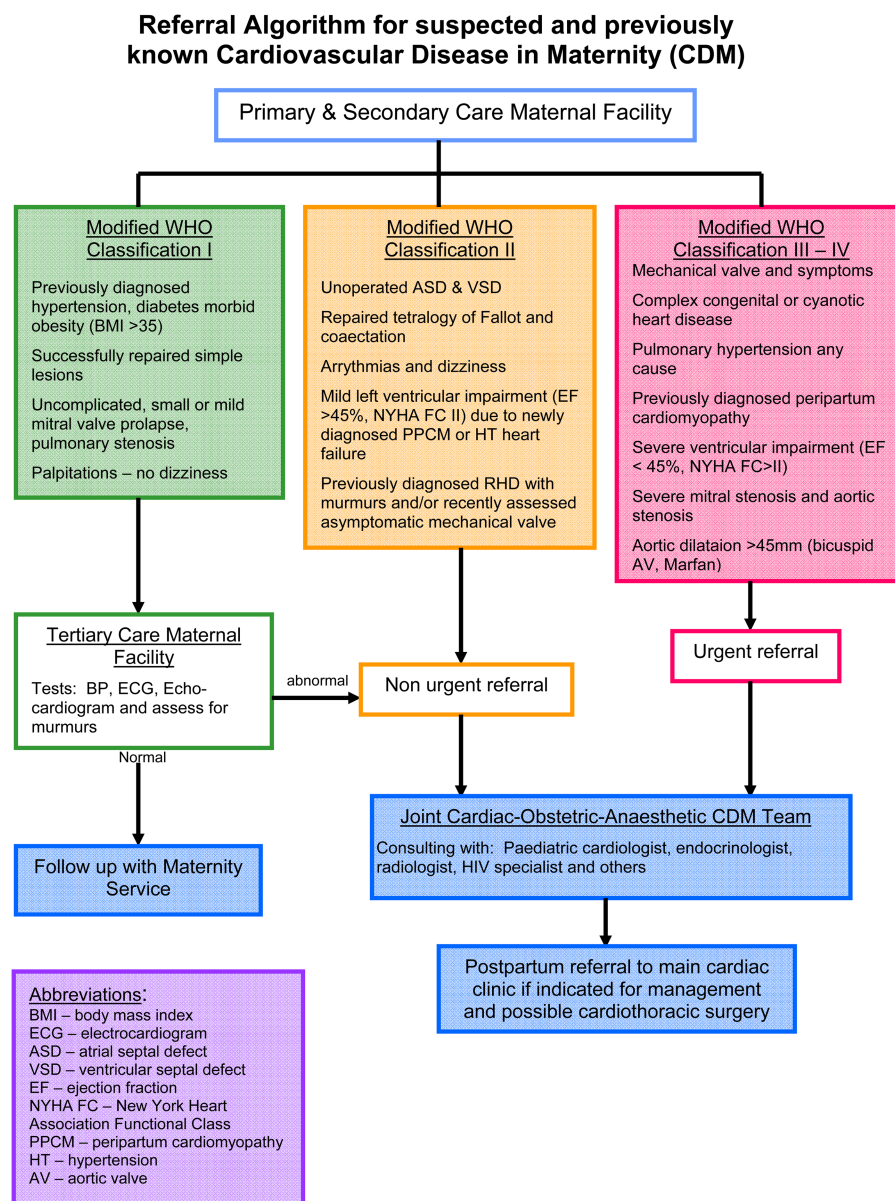 Referral Algorithm for suspected and previously
known Cardiovascular Disease in Maternity (CDM)
Primary & Secondary Care Maternal Facility
Modified WHO
Classification I
Previously diagnosed
hypertension, diabetes morbid
obesity (BMI >35)
Successfully repaired simple
lesions
Uncomplicated, small or mild
mitral valve prolapse,
pulmonary stenosis
Palpitations – no dizziness
Modified WHO
Classification II
Unoperated ASD & VSD
Repaired tetralogy of Fallot and
coaectation
Arrythmias and dizziness
Mild left ventricular impairment (EF
>45%, NYHA FC II) due to newly
diagnosed PPCM or HT heart
failure
Previously diagnosed RHD with
murmurs and/or recently assessed
asymptomatic mechanical valve
Modified WHO
Classification III – IV
Mechanical valve and symptoms
Complex congenital or cyanotic
heart disease
Pulmonary hypertension any
cause
Previously diagnosed peripartum
cardiomyopathy
Severe ventricular impairment (EF
< 45%, NYHA FC>II)
Severe mitral stenosis and aortic
stenosis
Aortic dilataion >45mm (bicuspid
AV, Marfan)
Tertiary Care Maternal
Facility
Tests: BP, ECG, Echo-
cardiogram and assess for
murmurs
abnormal
Non urgent referral
Urgent referral
Normal
Follow up with Maternity
Service
Joint Cardiac-Obstetric-Anaesthetic CDM Team
Consulting with: Paediatric cardiologist, endocrinologist,
radiologist, HIV specialist and others
Postpartum referral to main cardiac
clinic if indicated for management
and possible cardiothoracic surgery
Abbreviations:
BMI – body mass index
ECG – electrocardiogram
ASD – atrial septal defect
VSD – ventricular septal defect
EF – ejection fraction
NYHA FC – New York Heart
Association Functional Class
PPCM – peripartum cardiomyopathy
HT – hypertension
AV – aortic valve